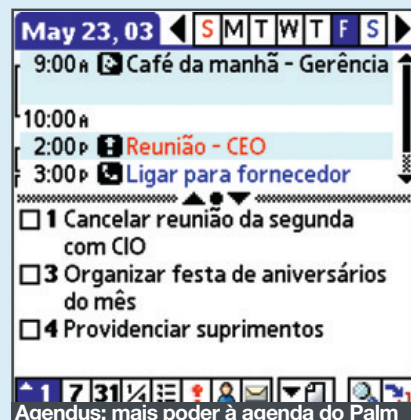 May 23, 03 S M T W T F S
9:00 A Café da manhã - Gerência
10:00 A
2:00 P Reunião - CEO
3:00 P Ligar para fornecedor
1 Cancelar reunião da segunda
com CIO
3 Organizar festa de aniversários
do mês
4 Providenciar suprimentos
1 7 31
Agendus: mais poder à agenda do Palm